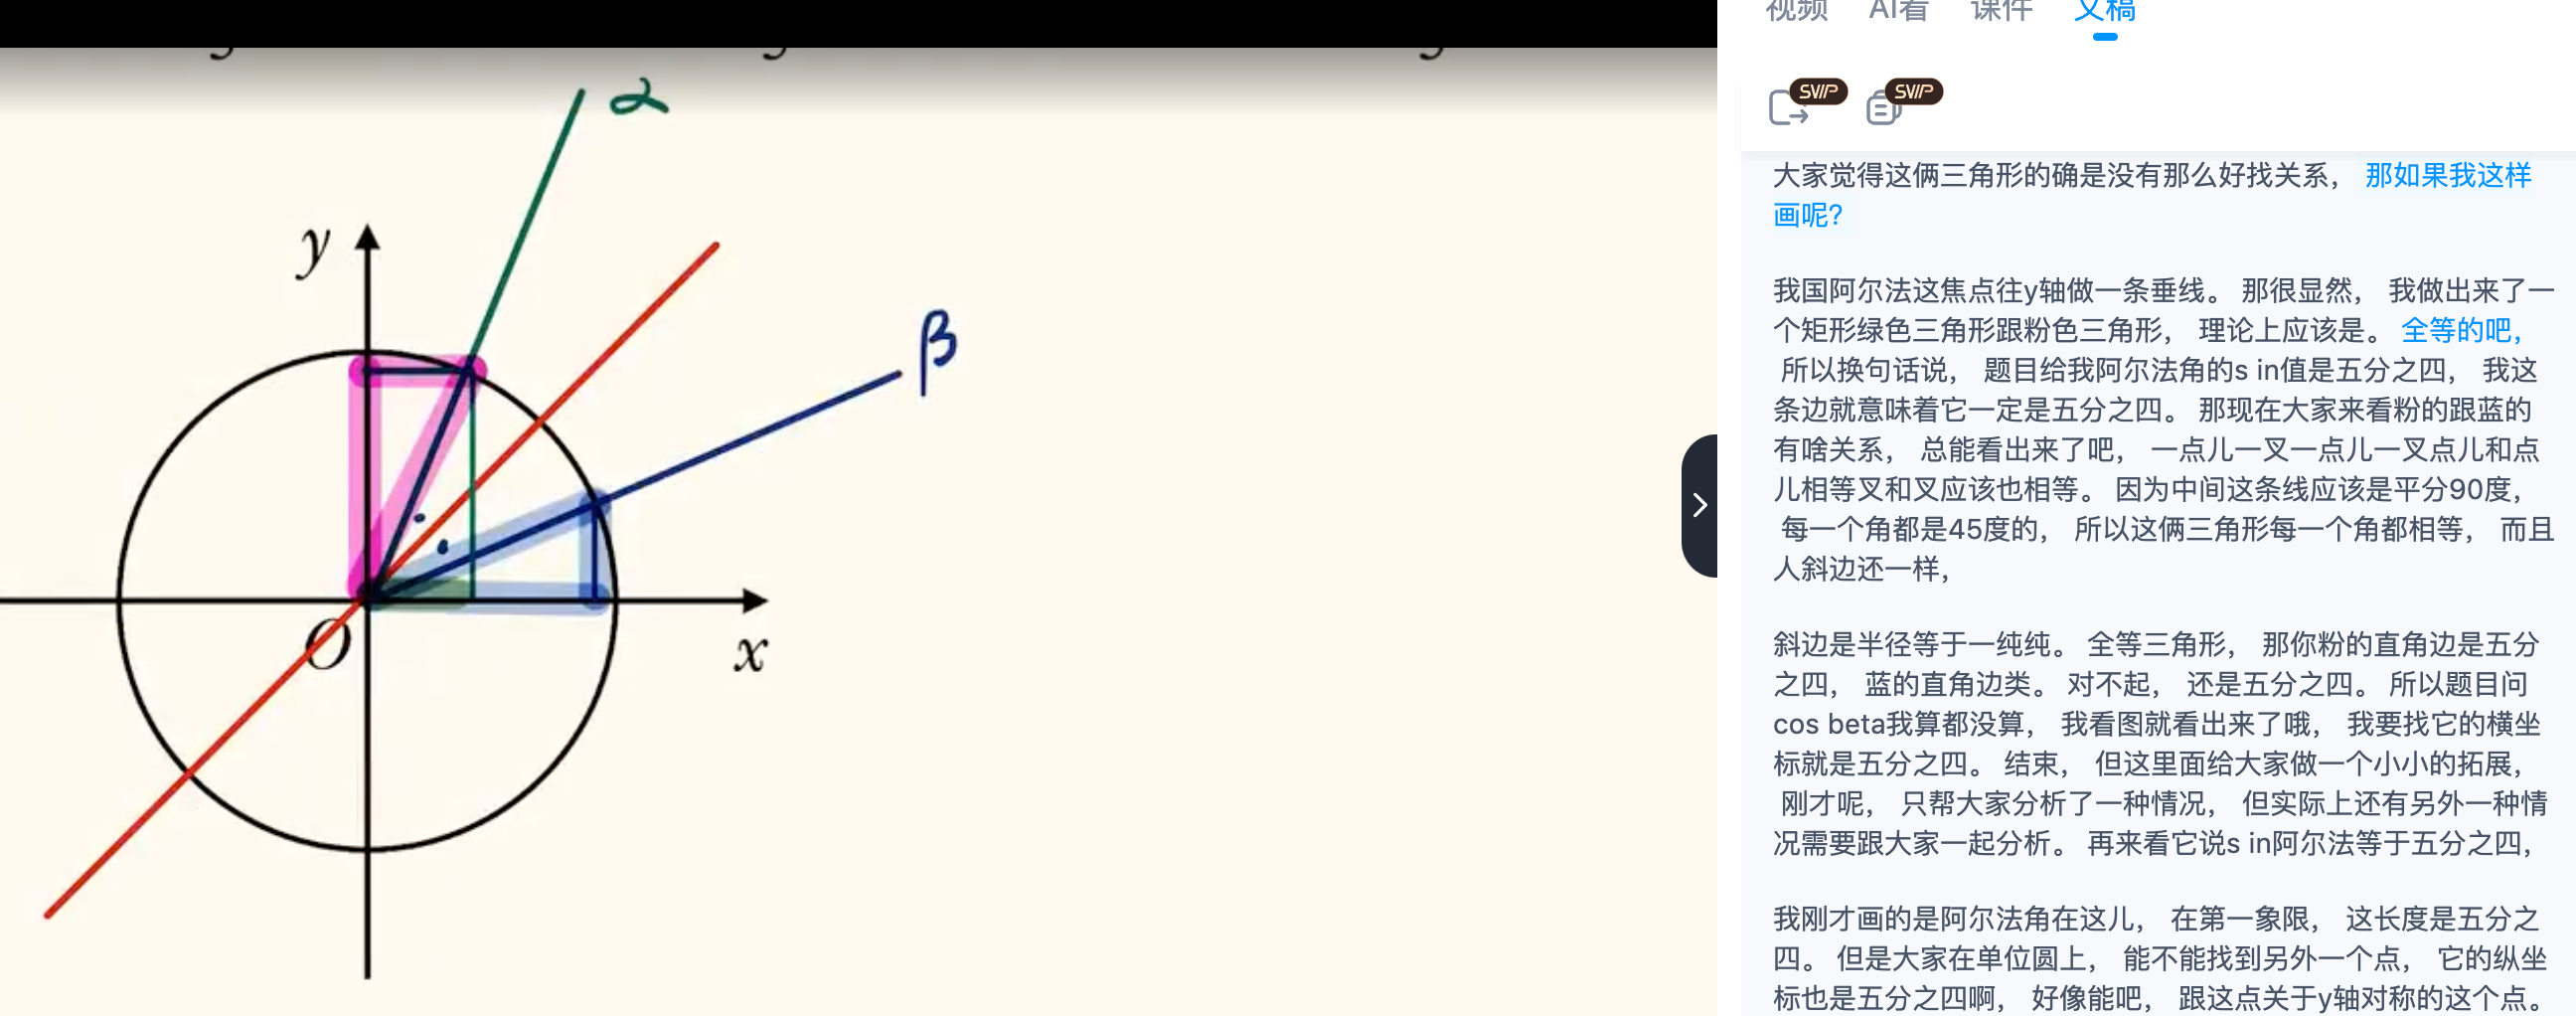 y y y
α
y
β
O
x
视频 AI看 课件 文稿
SVIP SVIP
大家觉得这俩三角形的确是没有那么好找关系， 那如果我这样
画呢？
我国阿尔法这焦点往y轴做一条垂线。 那很显然， 我做出来了一
个矩形绿色三角形跟粉色三角形， 理论上应该是。 全等的吧，
所以换句话说， 题目给我阿尔法角的s in值是五分之四， 我这
条边就意味着它一定是五分之四。 那现在大家来看粉的跟蓝的
有啥关系， 总能看出来了吧， 一点儿一叉一点儿一叉点儿和点
儿相等叉和叉应该也相等。 因为中间这条线应该是平分90度，
每一个角都是45度的， 所以这俩三角形每一个角都相等， 而且
人斜边还一样，
斜边是半径等于一纯纯。 全等三角形， 那你粉的直角边是五分
之四， 蓝的直角边类。 对不起， 还是五分之四。 所以题目问
cos beta我算都没算， 我看图就看出来了哦， 我要找它的横坐
标就是五分之四。 结束， 但这里面给大家做一个小小的拓展，
刚才呢， 只帮大家分析了一种情况， 但实际上还有另外一种情
况需要跟大家一起分析。 再来看它说s in阿尔法等于五分之四，
我刚才画的是阿尔法角在这儿， 在第一象限， 这长度是五分之
四。 但是大家在单位圆上， 能不能找到另外一个点， 它的纵坐
标也是五分之四啊， 好像能吧， 跟这点关于y轴对称的这个点。